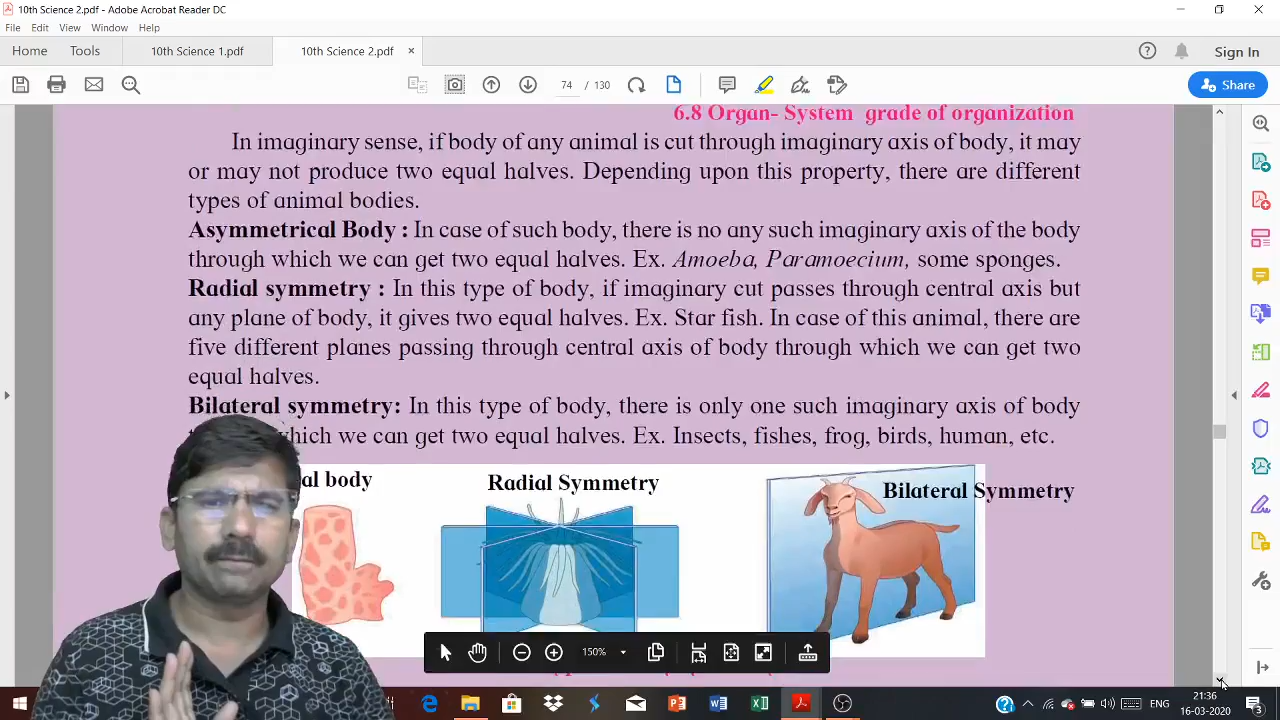 10th Science 2.pdf - Adobe Acrobat Reader DC
File Edit View Window Help
Home Tools 10th Science 1.pdf 10th Science 2.pdf × Sign In
74 / 130 Share
6.8 Organ- System grade of organization
In imaginary sense, if body of any animal is cut through imaginary axis of body, it may
or may not produce two equal halves. Depending upon this property, there are different
types of animal bodies.
Asymmetrical Body : In case of such body, there is no any such imaginary axis of the body
through which we can get two equal halves. Ex. Amoeba, Paramoecium, some sponges.
Radial symmetry : In this type of body, if imaginary cut passes through central axis but
any plane of body, it gives two equal halves. Ex. Star fish. In case of this animal, there are
five different planes passing through central axis of body through which we can get two
equal halves.
Bilateral symmetry: In this type of body, there is only one such imaginary axis of body
which we can get two equal halves. Ex. Insects, fishes, frog, birds, human, etc.
al body Radial Symmetry Bilateral Symmetry
150%
ENG 21:36
16-03-2020
3